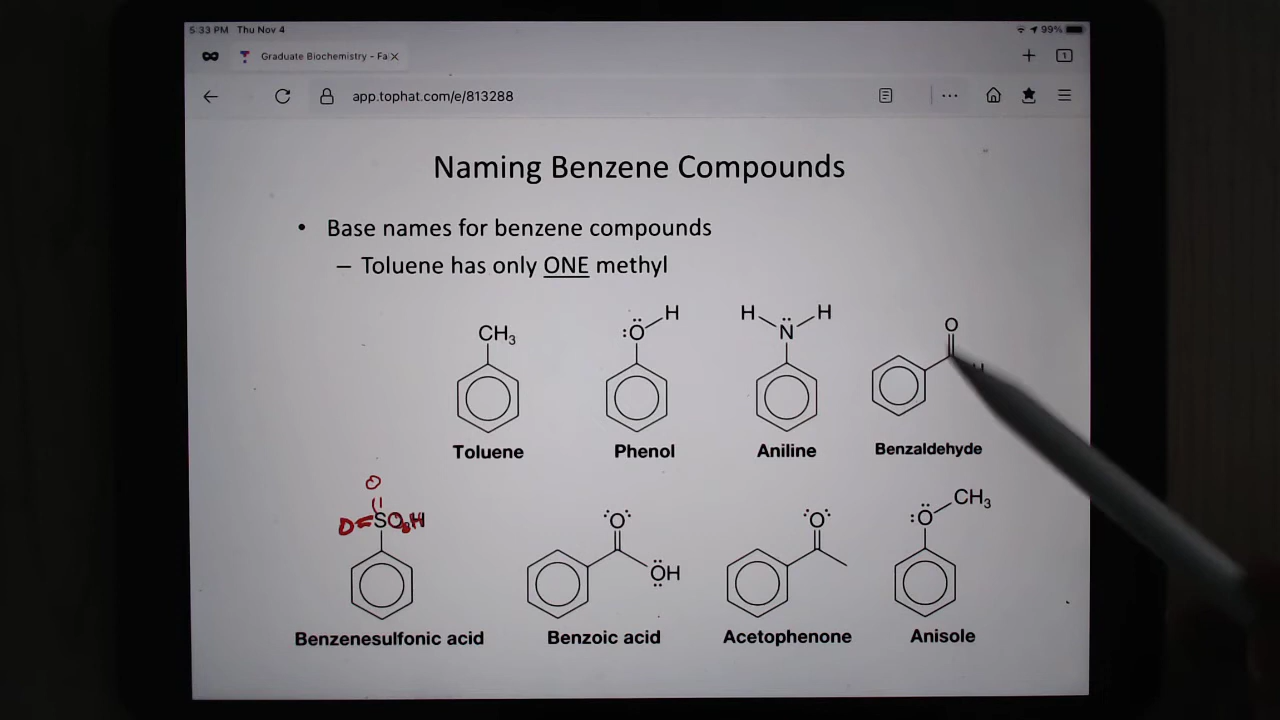 5:33 PM Thu Nov 4
99%
Graduate Biochemistry - Fa
1
app.tophat.com/e/813288
Naming Benzene Compounds
• Base names for benzene compounds
– Toluene has only ONE methyl
CH3
:O H
H N H
O
Toluene
Phenol
Aniline
Benzaldehyde
O
O=SO3H
O
OH
O
:O CH3
Benzenesulfonic acid
Benzoic acid
Acetophenone
Anisole